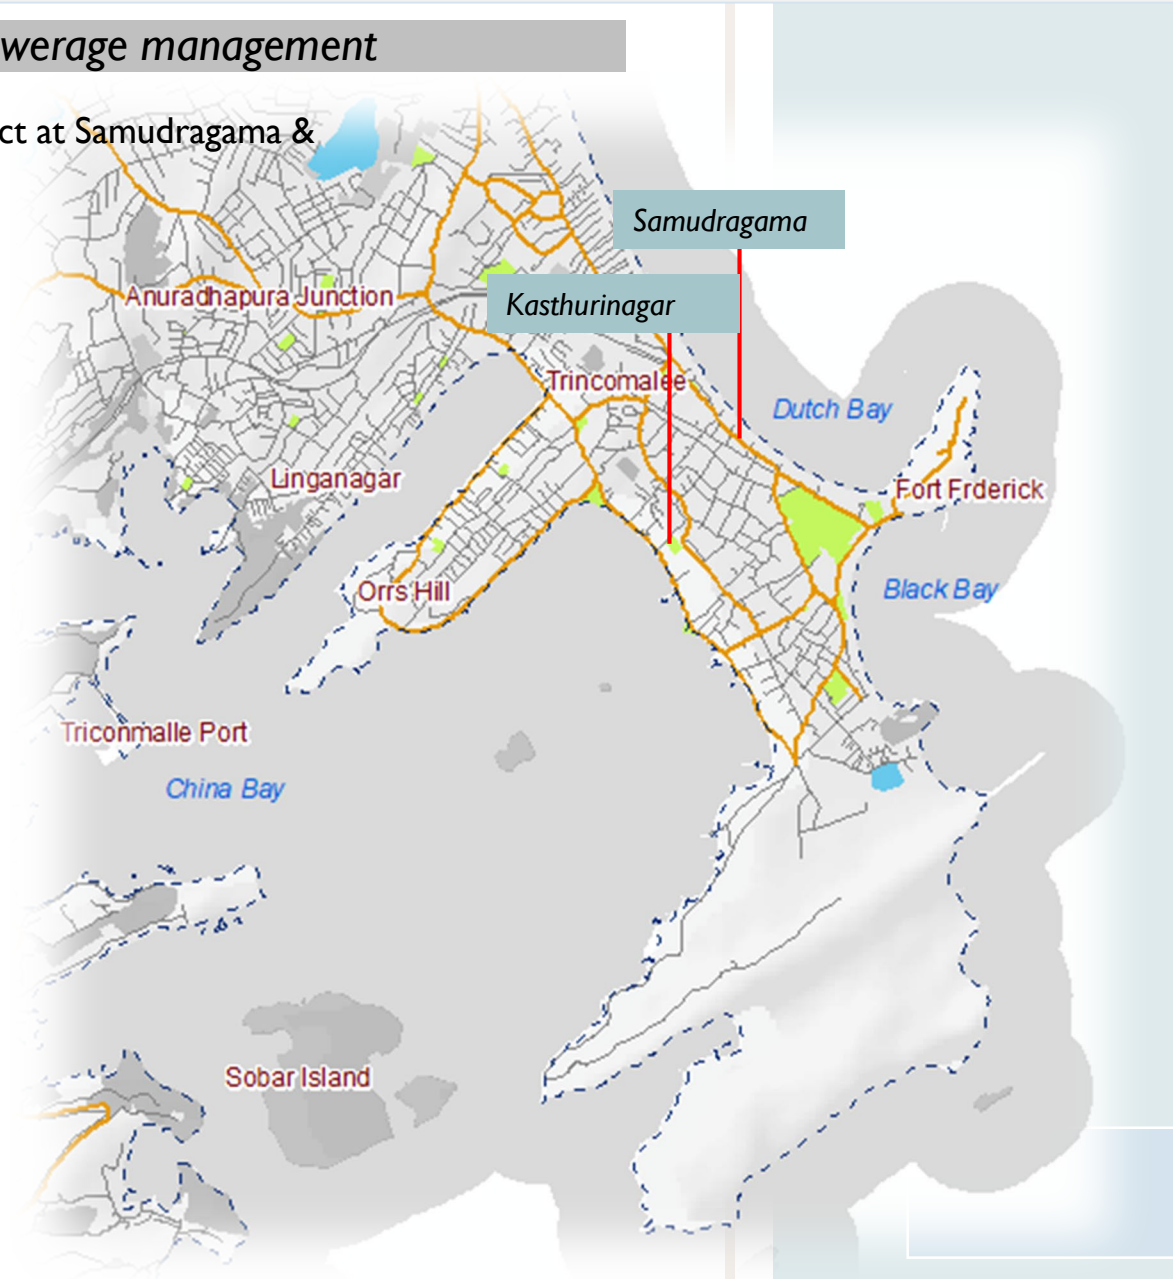 werage management
ct at Samudragama &
Samudragama
Anuradhapura Junction
Kasthurinagar
Trincomalee
Dutch Bay
Linganagar
Fort Frderick
Orrs Hill
Black Bay
Triconmalle Port
China Bay
Sobar Island